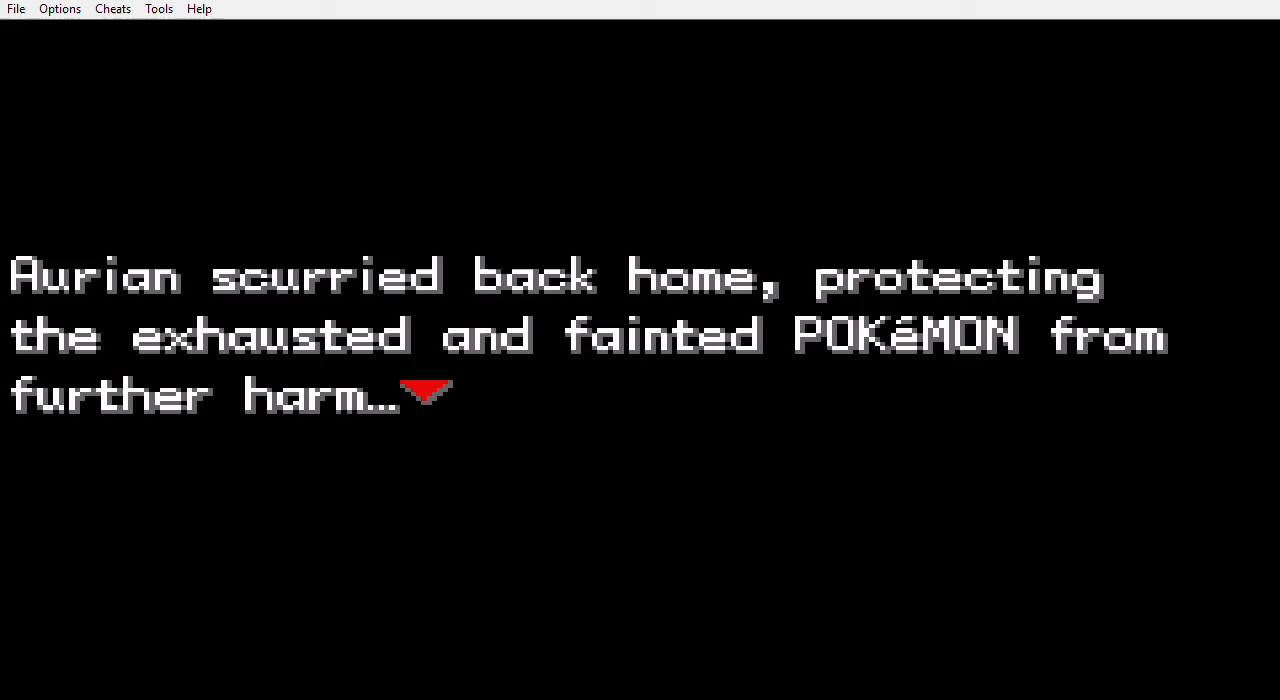 File Options Cheats Tools Help
Aurian scurried back home, protecting
the exhausted and fainted POKéMON from
further harm…